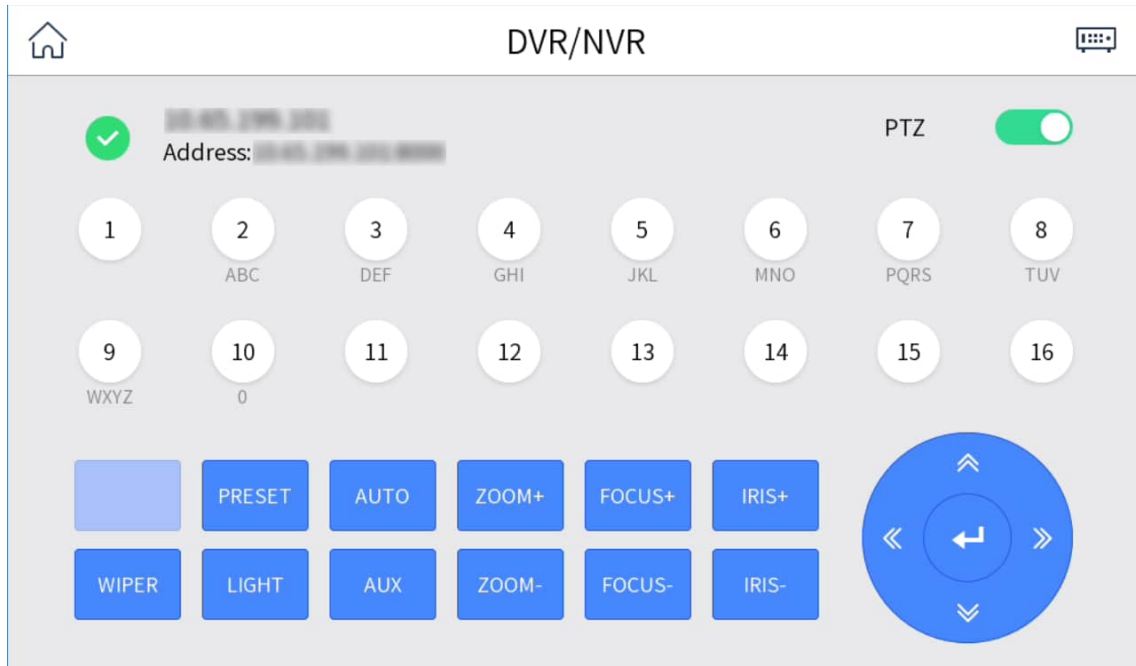 DVR/NVR
PTZ
Address:
1 2 3 4 5 6 7 8
ABC DEF GHI JKL MNO PQRS TUV
9 10 11 12 13 14 15 16
WXYZ 0
PRESET AUTO ZOOM+ FOCUS+ IRIS+
WIPER LIGHT AUX ZOOM- FOCUS- IRIS-